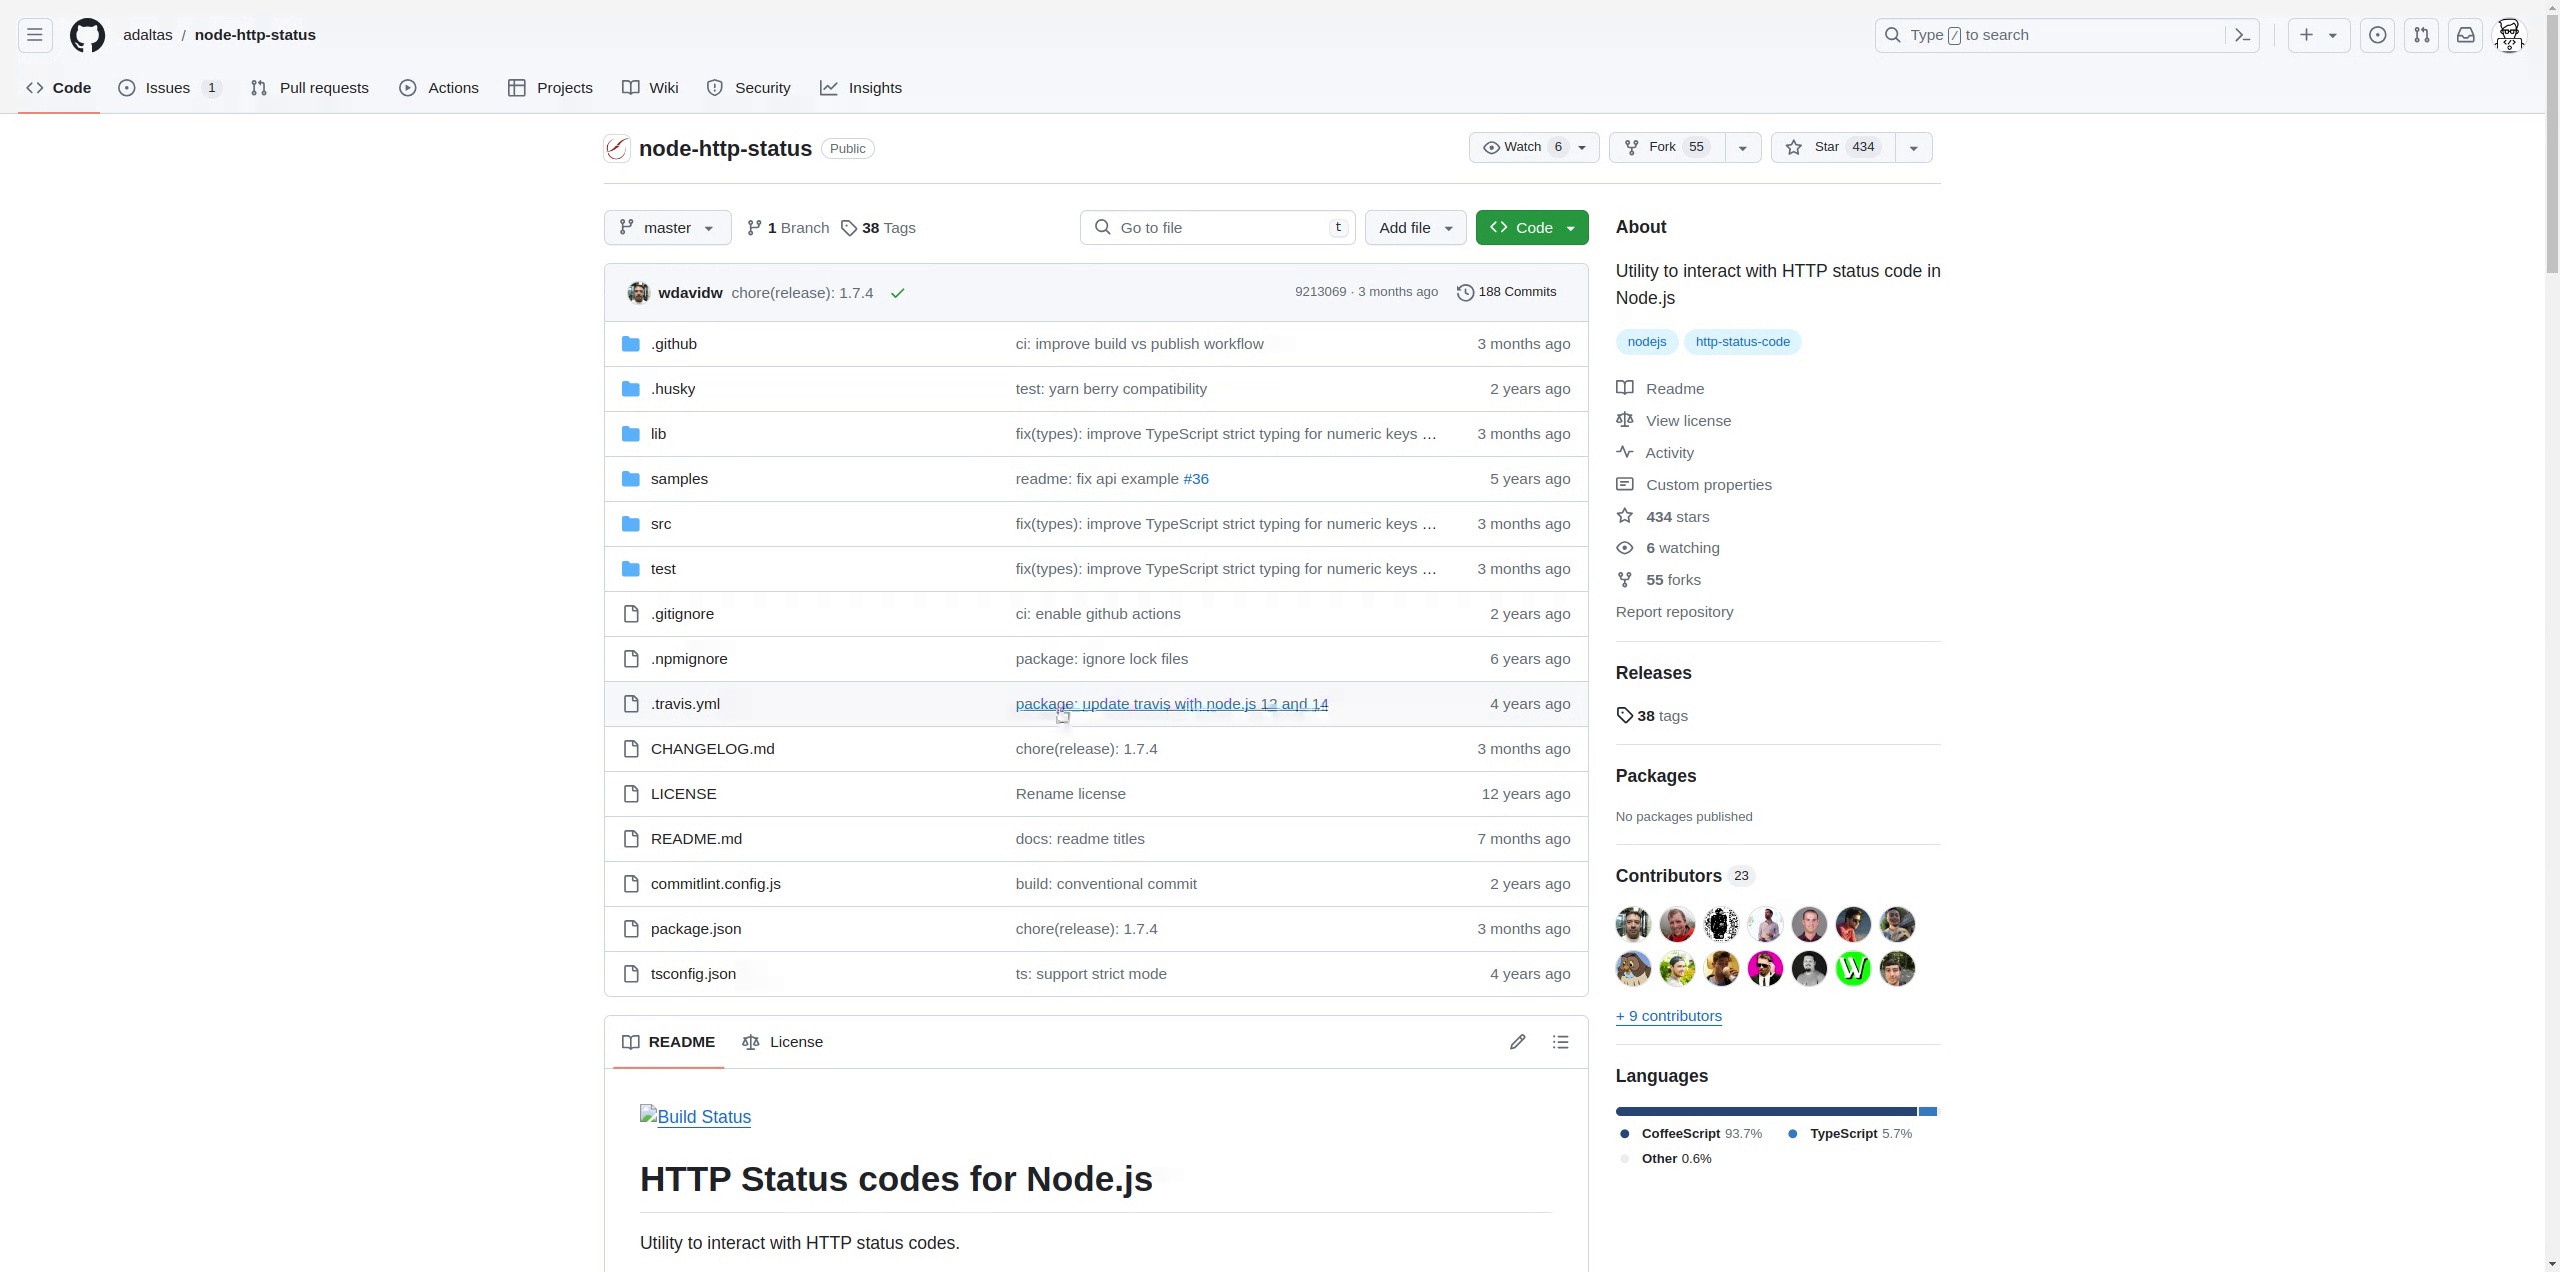 adaltas / node-http-status
Type / to search
Code
Issues 1
Pull requests
Actions
Projects
Wiki
Security
Insights
node-http-status Public
Watch 6
Fork 55
Star 434
master
1 Branch
38 Tags
Go to file t
Add file
Code
wdavidw chore(release): 1.7.4
9213069 · 3 months ago
188 Commits
.github ci: improve build vs publish workflow 3 months ago
.husky test: yarn berry compatibility 2 years ago
lib fix(types): improve TypeScript strict typing for numeric keys … 3 months ago
samples readme: fix api example #36 5 years ago
src fix(types): improve TypeScript strict typing for numeric keys … 3 months ago
test fix(types): improve TypeScript strict typing for numeric keys … 3 months ago
.gitignore ci: enable github actions 2 years ago
.npmignore package: ignore lock files 6 years ago
.travis.yml package: update travis with node.js 12 and 14 4 years ago
CHANGELOG.md chore(release): 1.7.4 3 months ago
LICENSE Rename license 12 years ago
README.md docs: readme titles 7 months ago
commitlint.config.js build: conventional commit 2 years ago
package.json chore(release): 1.7.4 3 months ago
tsconfig.json ts: support strict mode 4 years ago
README
License
Build Status
HTTP Status codes for Node.js
Utility to interact with HTTP status codes.
About
Utility to interact with HTTP status code in
Node.js
nodejs http-status-code
Readme
View license
Activity
Custom properties
434 stars
6 watching
55 forks
Report repository
Releases
38 tags
Packages
No packages published
Contributors 23
W
+ 9 contributors
Languages
CoffeeScript 93.7% TypeScript 5.7%
Other 0.6%